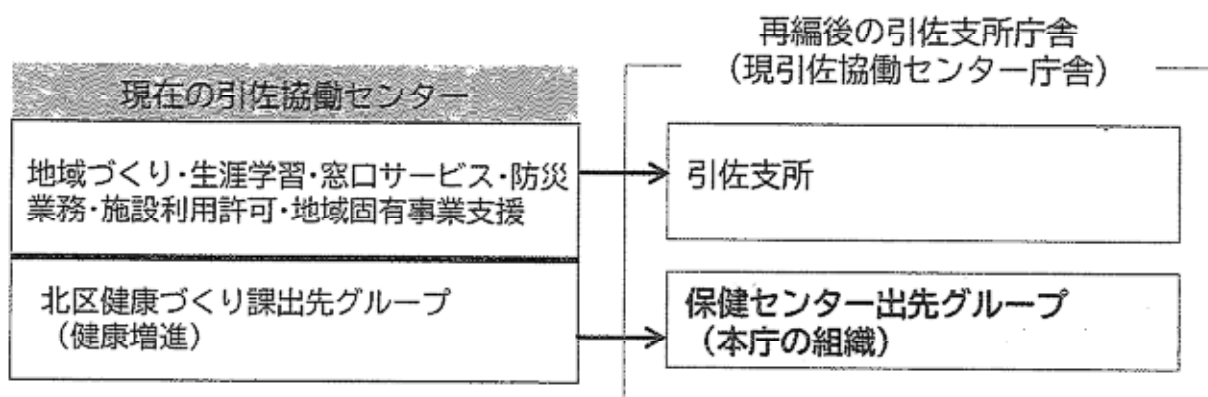 再編後の引佐支所庁舎
（現引佐協働センター庁舎）
現在の引佐協働センター
地域づくり・生涯学習・窓口サービス・防災
業務・施設利用許可・地域固有事業支援
引佐支所
北区健康づくり課出先グループ
（健康増進）
保健センター出先グループ
（本庁の組織）